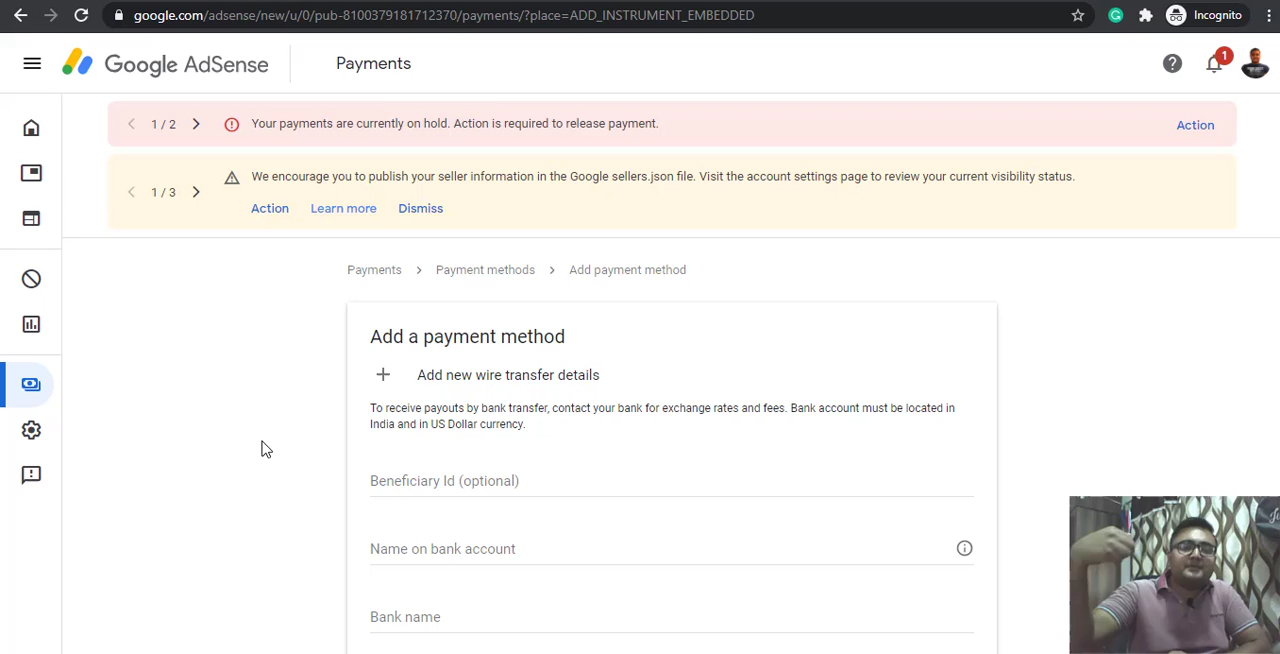 google.com/adsense/new/u/0/pub-8100379181712370/payments/?place=ADD_INSTRUMENT_EMBEDDED
Incognito
Google AdSense
Payments
1
1 / 2
Your payments are currently on hold. Action is required to release payment.
Action
1 / 3
We encourage you to publish your seller information in the Google sellers.json file. Visit the account settings page to review your current visibility status.
Action Learn more Dismiss
Payments > Payment methods > Add payment method
Add a payment method
+ Add new wire transfer details
To receive payouts by bank transfer, contact your bank for exchange rates and fees. Bank account must be located in
India and in US Dollar currency.
Beneficiary Id (optional)
Name on bank account
Bank name